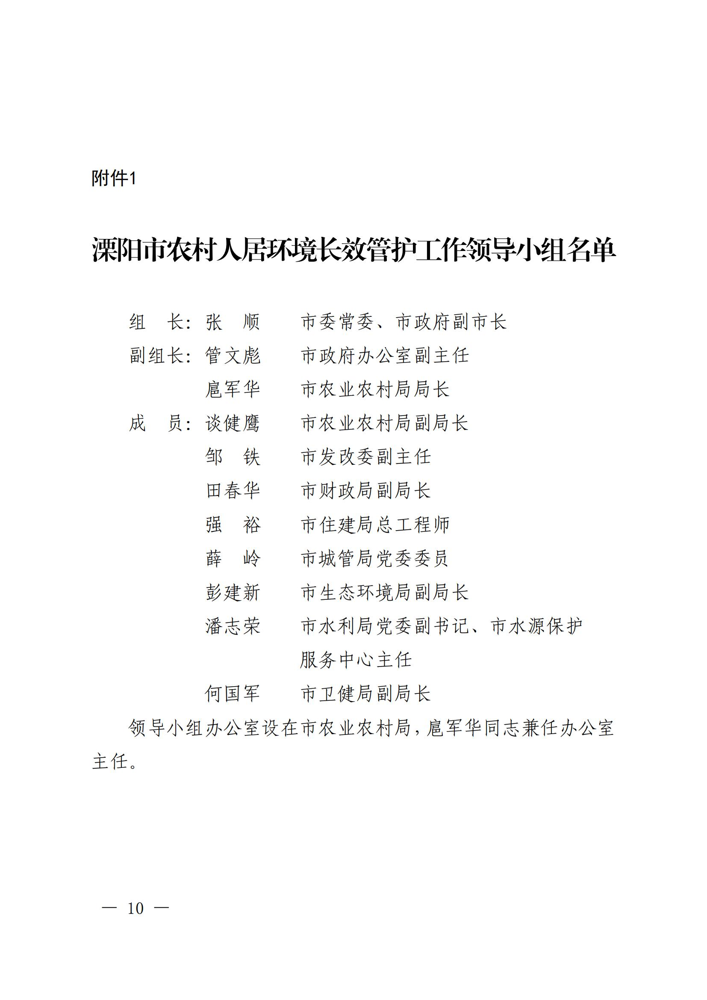 附件1
溧阳市农村人居环境长效管护工作领导小组名单
组　长：张　顺　　市委常委、市政府副市长
副组长：管文彪　　市政府办公室副主任
扈军华　　市农业农村局局长
成　员：谈健鹰　　市农业农村局副局长
邹　铁　　市发改委副主任
田春华　　市财政局副局长
强　裕　　市住建局总工程师
薛　岭　　市城管局党委委员
彭建新　　市生态环境局副局长
潘志荣　　市水利局党委副书记、市水源保护
服务中心主任
何国军　　市卫健局副局长
领导小组办公室设在市农业农村局，扈军华同志兼任办公室
主任。
— 10 —